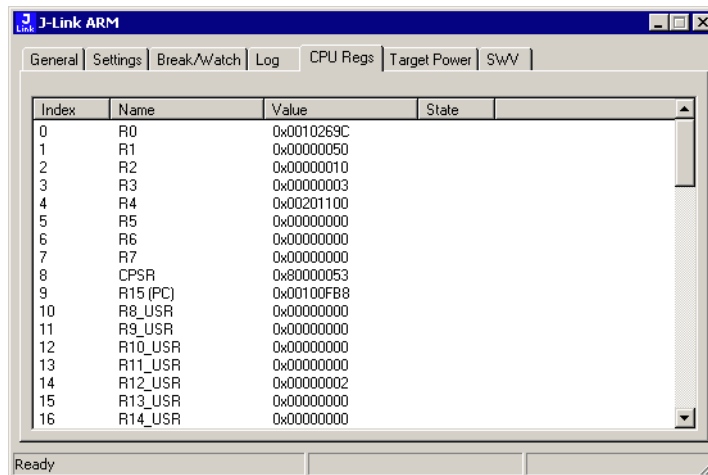 J Link J-Link ARM
General Settings Break/Watch Log CPU Regs Target Power SWV
Index Name Value State
0 R0 0x0010269C
1 R1 0x00000050
2 R2 0x00000010
3 R3 0x00000003
4 R4 0x00201100
5 R5 0x00000000
6 R6 0x00000000
7 R7 0x00000000
8 CPSR 0x80000053
9 R15 (PC) 0x00100FB8
10 R8_USR 0x00000000
11 R9_USR 0x00000000
12 R10_USR 0x00000000
13 R11_USR 0x00000000
14 R12_USR 0x00000002
15 R13_USR 0x00000000
16 R14_USR 0x00000000
Ready